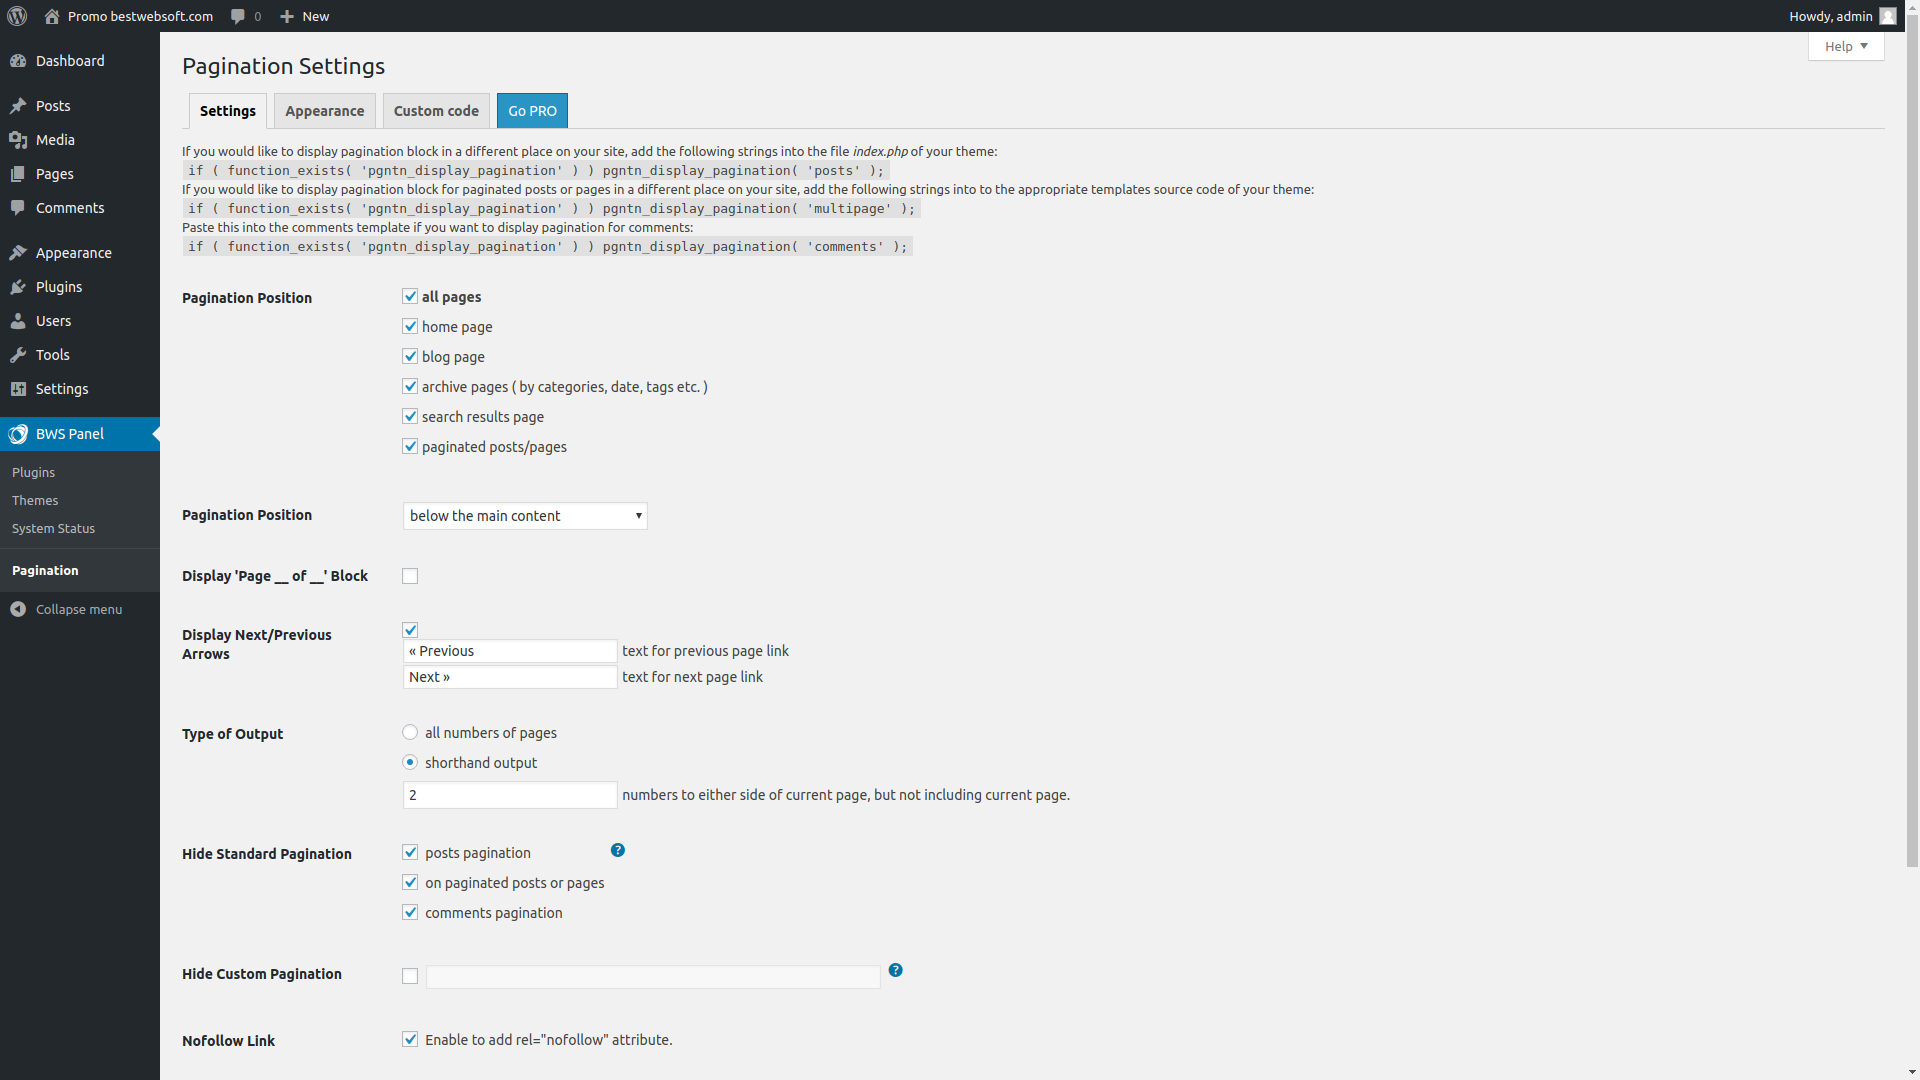 Promo bestwebsoft.com 0 New Howdy, admin
Help
Dashboard
Posts
Media
Pages
Comments
Appearance
Plugins
Users
Tools
Settings
BWS Panel
Plugins
Themes
System Status
Pagination
Collapse menu
Pagination Settings
Settings Appearance Custom code Go PRO
If you would like to display pagination block in a different place on your site, add the following strings into the file index.php of your theme:
if ( function_exists( 'pgntn_display_pagination' ) ) pgntn_display_pagination( 'posts' );
If you would like to display pagination block for paginated posts or pages in a different place on your site, add the following strings into to the appropriate templates source code of your theme:
if ( function_exists( 'pgntn_display_pagination' ) ) pgntn_display_pagination( 'multipage' );
Paste this into the comments template if you want to display pagination for comments:
if ( function_exists( 'pgntn_display_pagination' ) ) pgntn_display_pagination( 'comments' );
Pagination Position all pages
home page
blog page
archive pages ( by categories, date, tags etc. )
search results page
paginated posts/pages
Pagination Position below the main content
Display 'Page __ of __' Block
Display Next/Previous Arrows
« Previous text for previous page link
Next » text for next page link
Type of Output all numbers of pages
shorthand output
2 numbers to either side of current page, but not including current page.
Hide Standard Pagination posts pagination ?
on paginated posts or pages
comments pagination
Hide Custom Pagination ?
Nofollow Link Enable to add rel="nofollow" attribute.